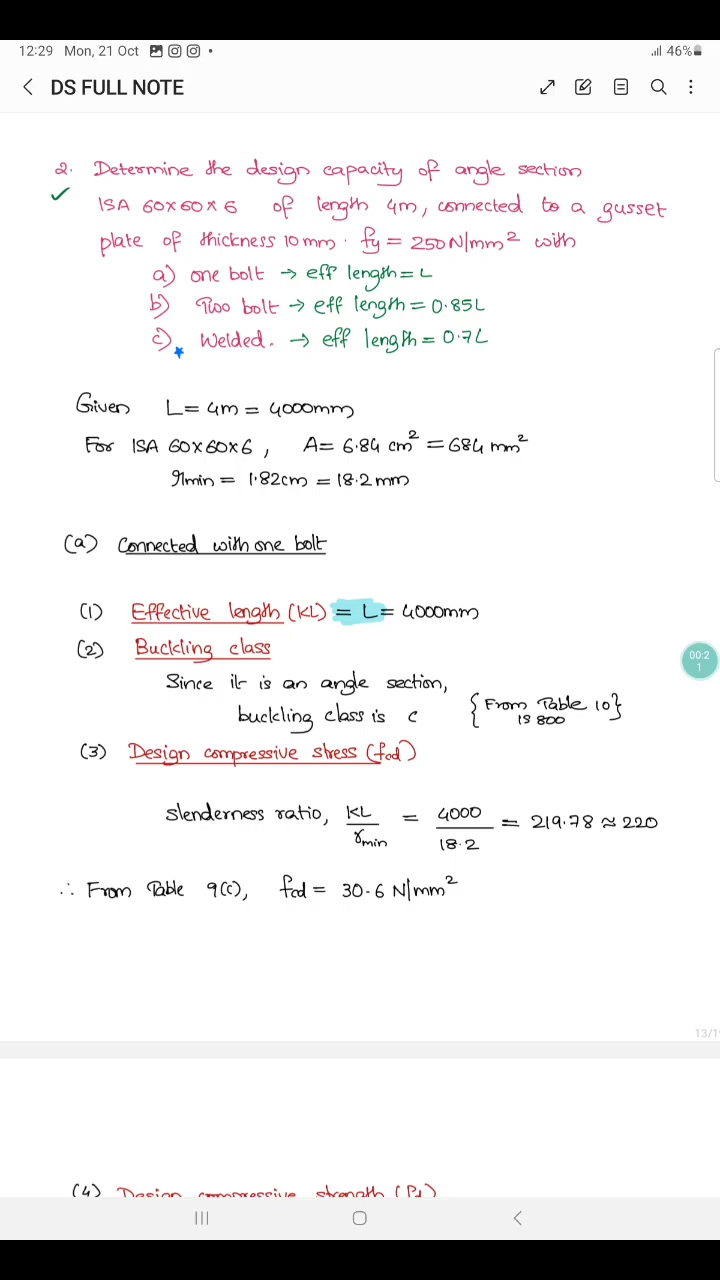 12:29 Mon, 21 Oct
46%
DS FULL NOTE
2. Determine the design capacity of angle section
ISA 60×60×6 of length 4m, connected to a gusset
plate of thickness 10mm. fy = 250N/mm² with
a) one bolt → eff length = L
b) Two bolt → eff length = 0.85L
c) Welded. → eff length = 0.7L
Given L = 4m = 4000mm
For ISA 60×60×6, A = 6.84 cm² = 684 mm²
rmin = 1.82cm = 18.2mm
(a) Connected with one bolt
(1) Effective length (KL) = L = 4000mm
(2) Buckling class
Since it is an angle section,
buckling class is c {From Table 10}
IS 800
(3) Design compressive stress (fcd)
Slenderness ratio, KL/rmin = 4000/18.2 = 219.78 ≈ 220
∴ From Table 9(c), fcd = 30.6 N/mm²
13/1
00:2
1
(4) Design compressive strength (Pd)